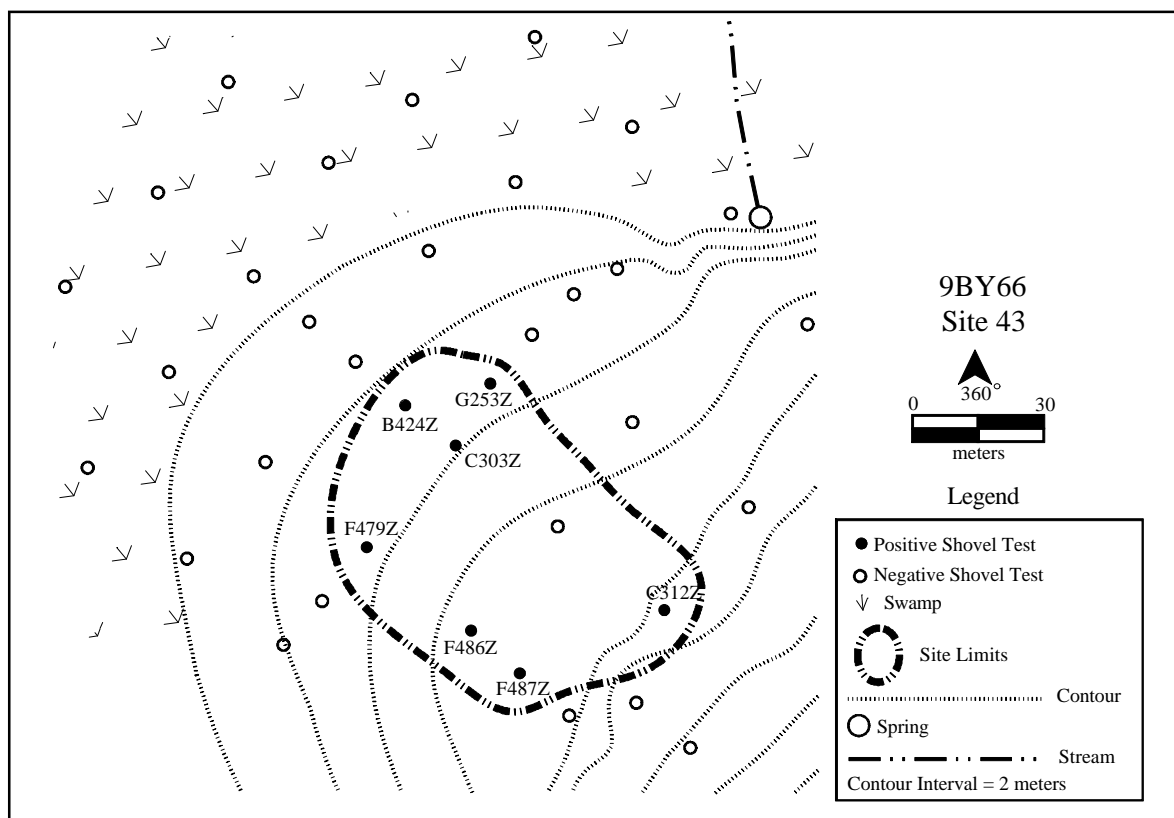 9BY66
Site 43
360°
0 30
meters
G253Z
B424Z
C303Z
F479Z
C312Z
F486Z
F487Z
Legend
Positive Shovel Test
Negative Shovel Test
Swamp
Site Limits
Contour
Spring
Stream
Contour Interval = 2 meters